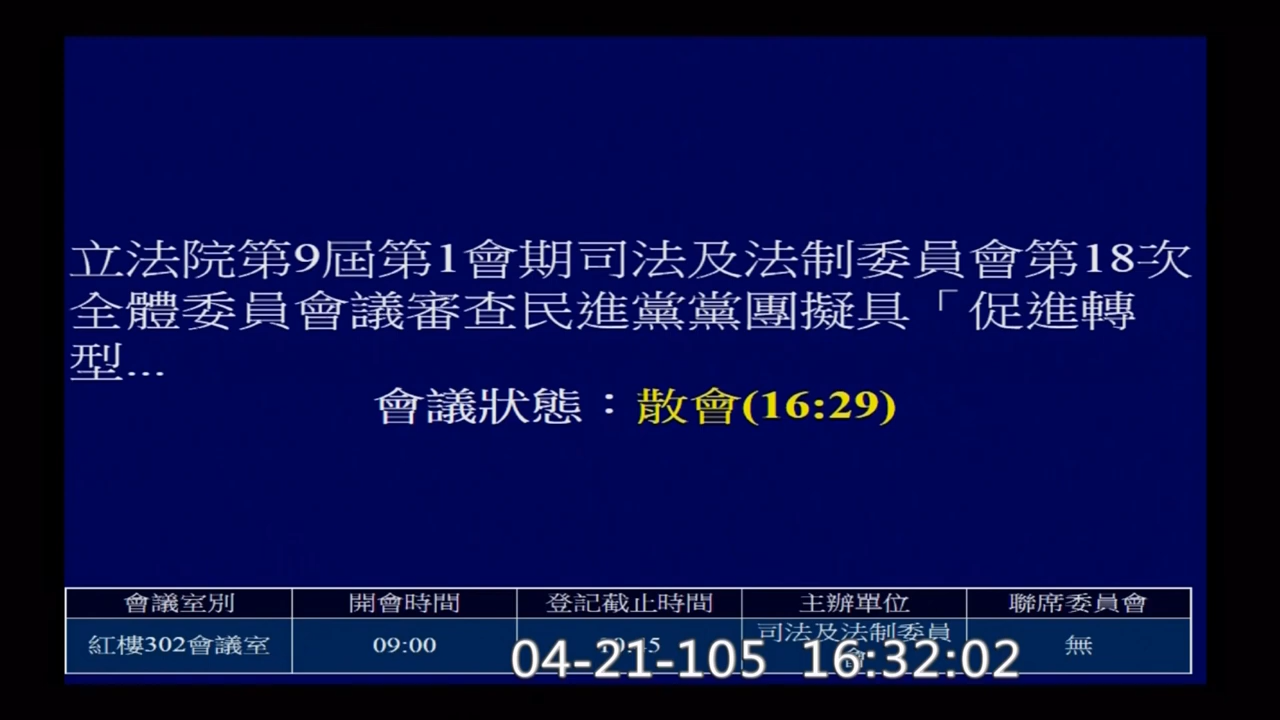 立法院第9屆第1會期司法及法制委員會第18次
全體委員會議審查民進黨黨團擬具「促進轉
型...
會議狀態：散會(16:29)
會議室別 開會時間 登記截止時間 主辦單位 聯席委員會
紅樓302會議室 09:00 司法及法制委員會 無
04-21-105 16:32:02